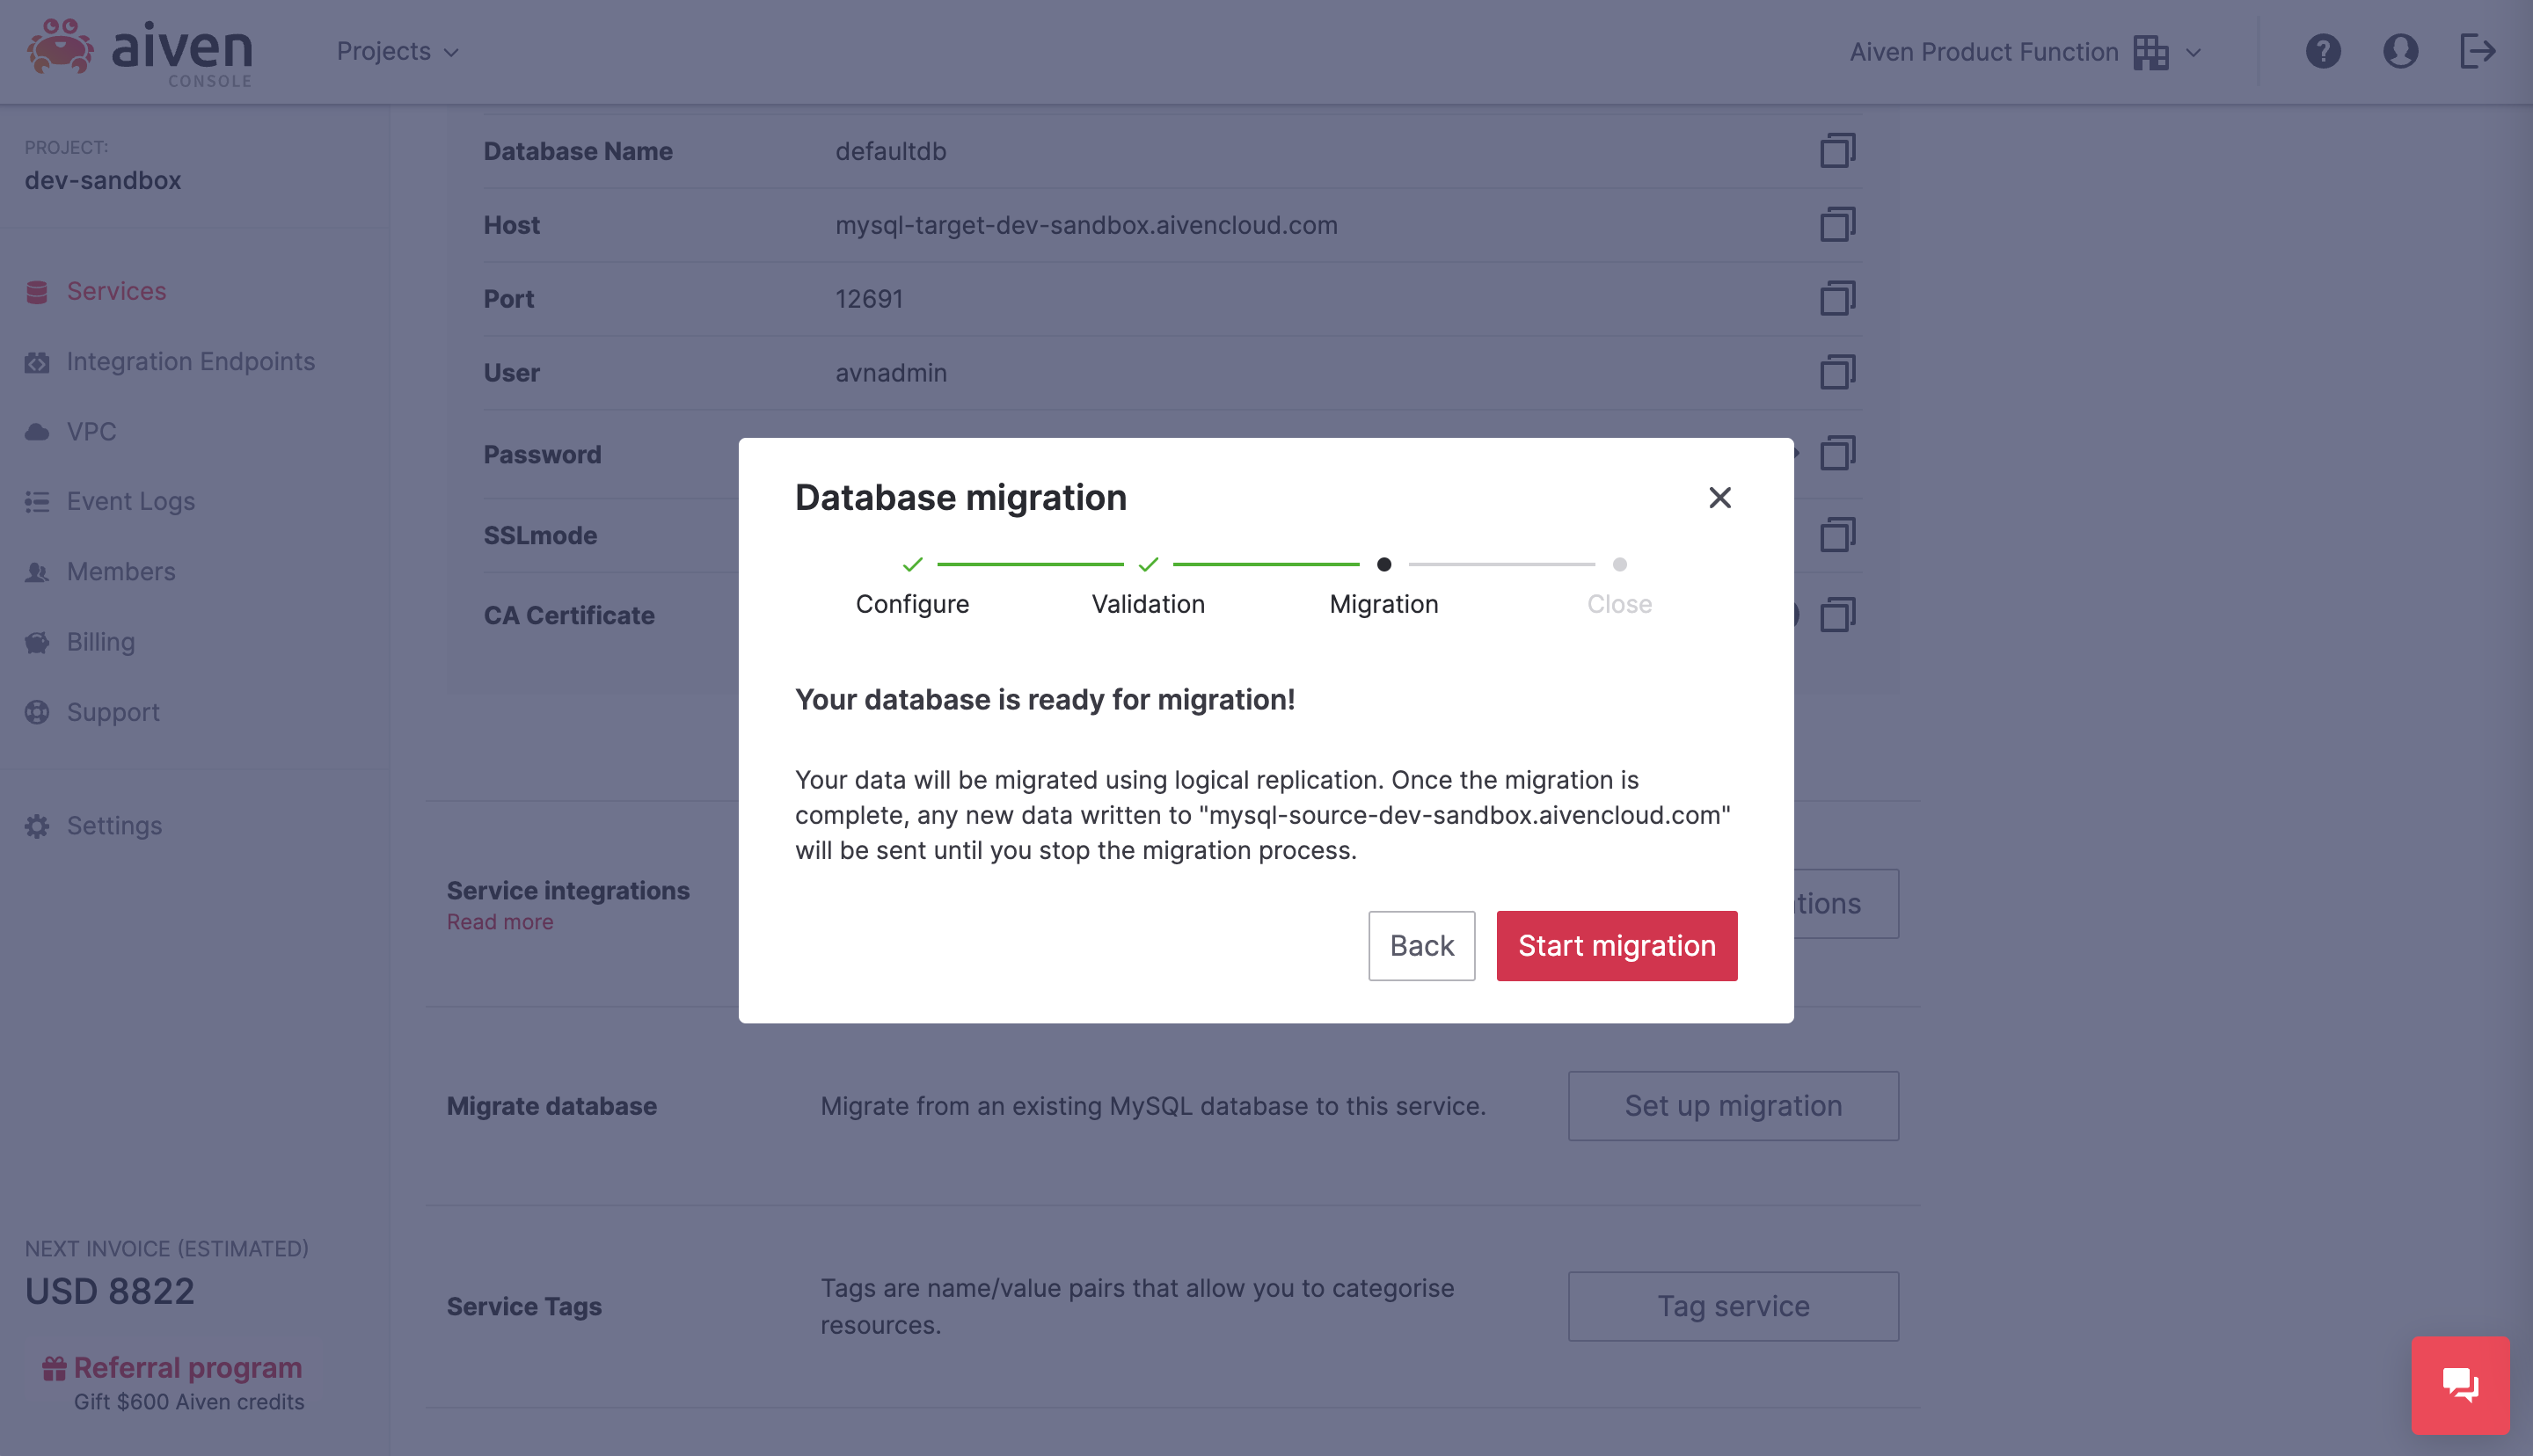 aiven
CONSOLE
Projects
Aiven Product Function
PROJECT:
dev-sandbox
Services
Integration Endpoints
VPC
Event Logs
Members
Billing
Support
Settings
NEXT INVOICE (ESTIMATED)
USD 8822
Referral program
Gift $600 Aiven credits
Database Name
defaultdb
Host
mysql-target-dev-sandbox.aivencloud.com
Port
12691
User
avnadmin
Password
SSLmode
CA Certificate
Database migration
Configure
Validation
Migration
Close
Your database is ready for migration!
Your data will be migrated using logical replication. Once the migration is
complete, any new data written to "mysql-source-dev-sandbox.aivencloud.com"
will be sent until you stop the migration process.
Back
Start migration
Service integrations
Read more
Migrate database
Migrate from an existing MySQL database to this service.
Set up migration
Service Tags
Tags are name/value pairs that allow you to categorise
resources.
Tag service